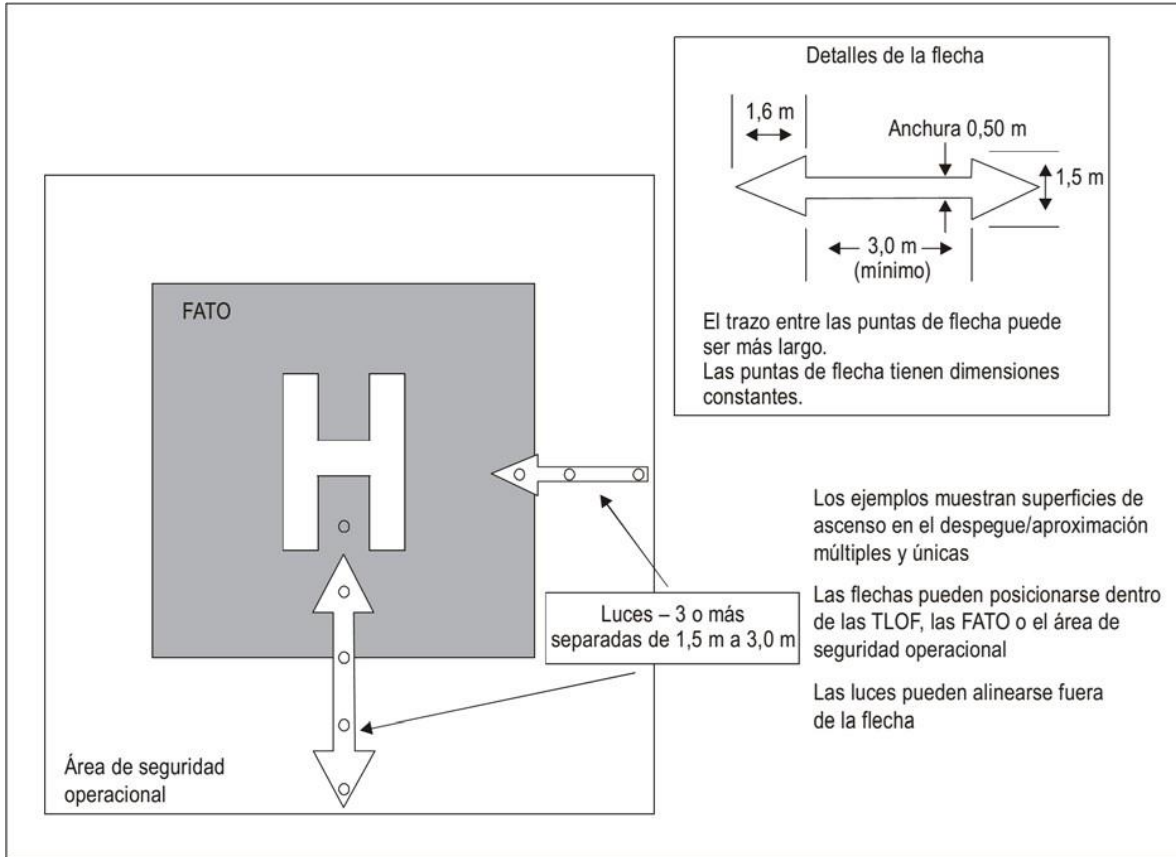 Detalles de la flecha
1,6 m
Anchura 0,50 m
1,5 m
3,0 m
(mínimo)
El trazo entre las puntas de flecha puede
ser más largo.
Las puntas de flecha tienen dimensiones
constantes.
FATO
H
Luces – 3 o más
separadas de 1,5 m a 3,0 m
Los ejemplos muestran superficies de
ascenso en el despegue/aproximación
múltiples y únicas
Las flechas pueden posicionarse dentro
de las TLOF, las FATO o el área de
seguridad operacional
Las luces pueden alinearse fuera
de la flecha
Área de seguridad
operacional